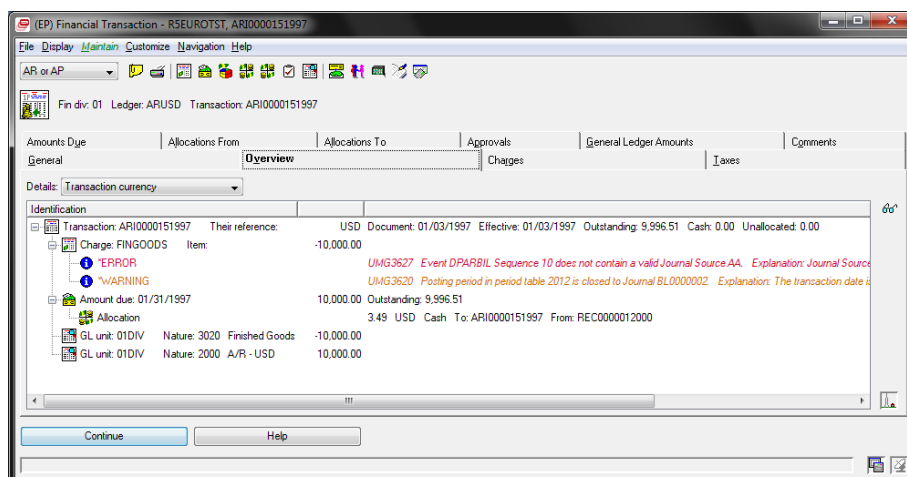 (EP) Financial Transaction - R5EUROTST, ARI0000151997
File Display Maintain Customize Navigation Help
AR or AP
Fin div: 01 Ledger: ARUSD Transaction: ARI0000151997
Amounts Due Allocations From Allocations To Approvals General Ledger Amounts Comments
General Overview Charges Taxes
Details: Transaction currency
Identification
Transaction: ARI0000151997 Their reference: USD Document: 01/03/1997 Effective: 01/03/1997 Outstanding: 9,996.51 Cash: 0.00 Unallocated: 0.00
Charge: FINGOODS Item: -10,000.00
*ERROR UMG3627 Event DPARBIL Sequence 10 does not contain a valid Journal Source AA. Explanation: Journal Source
*WARNING UMG3620 Posting period in period table 2012 is closed to Journal BL0000002. Explanation: The transaction date is
Amount due: 01/31/1997 10,000.00 Outstanding: 9,996.51
Allocation 3.49 USD Cash To: ARI0000151997 From: REC0000012000
GL unit: 01DIV Nature: 3020 Finished Goods -10,000.00
GL unit: 01DIV Nature: 2000 A/R - USD 10,000.00
Continue Help